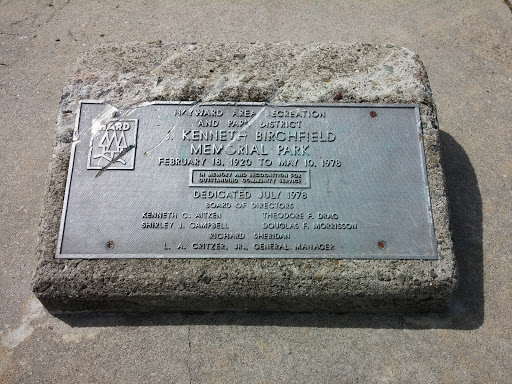 HARD
HAYWARD AREA RECREATION
AND PARK DISTRICT
KENNETH BIRCHFIELD
MEMORIAL PARK
FEBRUARY 18, 1920 TO MAY 10, 1978
IN MEMORY AND RECOGNITION FOR
OUTSTANDING COMMUNITY SERVICE
DEDICATED JULY 1978
BOARD OF DIRECTORS
KENNETH C. AITKEN THEODORE F. DRAG
SHIRLEY J. CAMPBELL DOUGLAS F. MORRISSON
RICHARD SHERIDAN
L. A. CRITZER, JR., GENERAL MANAGER